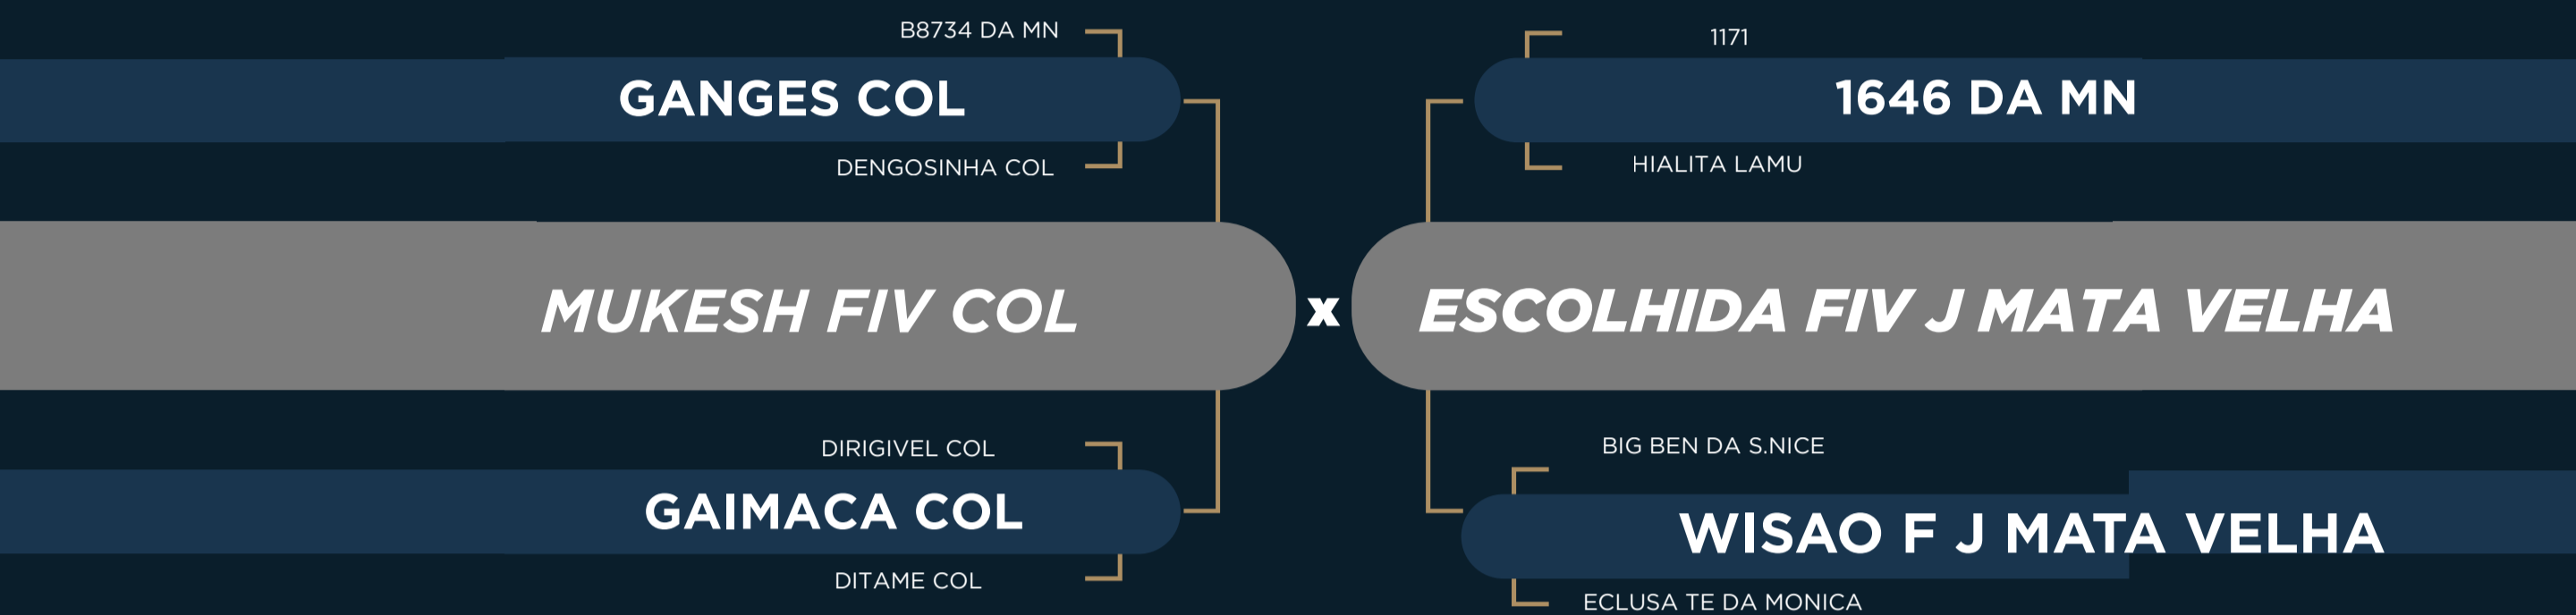 B8734 DA MN
GANGES COL
DENGOSINHA COL
1171
1646 DA MN
HIALITA LAMU
MUKESH FIV COL
x
ESCOLHIDA FIV J MATA VELHA
DIRIGIVEL COL
GAIMACA COL
DITAME COL
BIG BEN DA S.NICE
WISAO F J MATA VELHA
ECLUSA TE DA MONICA